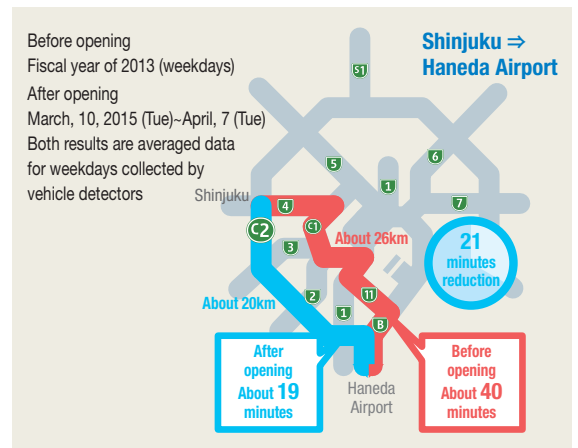 Before opening
Fiscal year of 2013 (weekdays)
After opening
March, 10, 2015 (Tue)~April, 7 (Tue)
Both results are averaged data
for weekdays collected by
vehicle detectors
Shinjuku ⇒
Haneda Airport
S1
5
6
1
7
Shinjuku
4
C2
C1
3
About 26km
21
minutes
reduction
About 20km
2
1
11
B
After
opening
About 19
minutes
Haneda
Airport
Before
opening
About 40
minutes